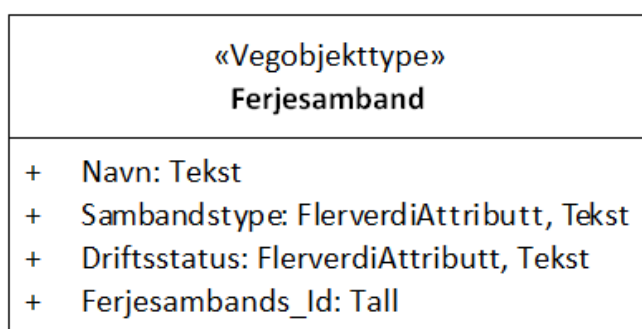 «Vegobjekttype»
Ferjesamband
+ Navn: Tekst
+ Sambandstype: FlerverdiAttributt, Tekst
+ Driftsstatus: FlerverdiAttributt, Tekst
+ Ferjesambands_Id: Tall